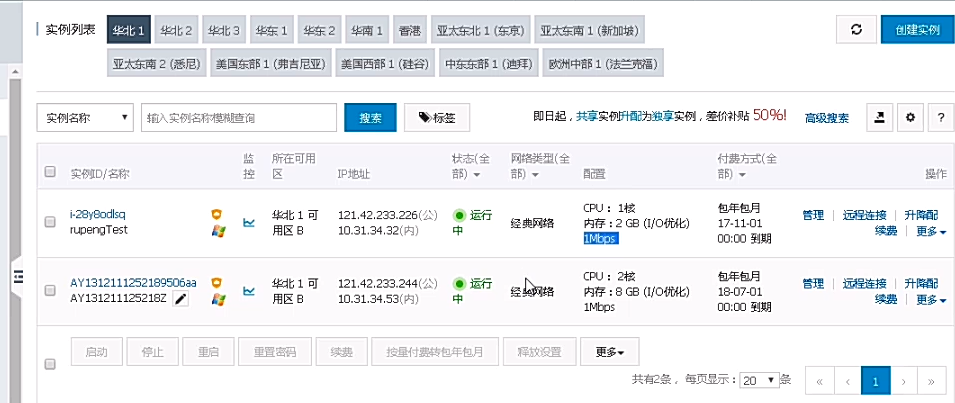 实例列表 华北 1 华北 2 华北 3 华东 1 华东 2 华南 1 香港 亚太东北 1 (东京) 亚太东南 1 (新加坡) 创建实例
亚太东南 2 (悉尼) 美国东部 1 (弗吉尼亚) 美国西部 1 (硅谷) 中东东部 1 (迪拜) 欧洲中部 1 (法兰克福)
实例名称 输入实例名称模糊查询 搜索 标签 即日起，共享实例升配为独享实例，差价补贴 50%! 高级搜索 ?
实例ID/名称 监控 所在可用区 IP地址 状态(全部) 网络类型(全部) 配置 付费方式(全部) 操作
i-28y8odlsq 华北 1 可 121.42.233.226(公) 运行 经典网络 CPU： 1核 包年包月 管理 远程连接 升降配
rupengTest 用区 B 10.31.34.32(内) 中 内存：2 GB (I/O优化) 17-11-01 续费 更多
1Mbps 00:00 到期
AY1312111252189506aa 华北 1 可 121.42.233.244(公) 运行 经典网络 CPU： 2核 包年包月 管理 远程连接 升降配
AY131211125218Z 用区 B 10.31.34.53(内) 中 内存：8 GB (I/O优化) 18-07-01 续费 更多
1Mbps 00:00 到期
启动 停止 重启 重置密码 续费 按量付费转包年包月 释放设置 更多
共有2条， 每页显示： 20 条 « ‹ 1 › »